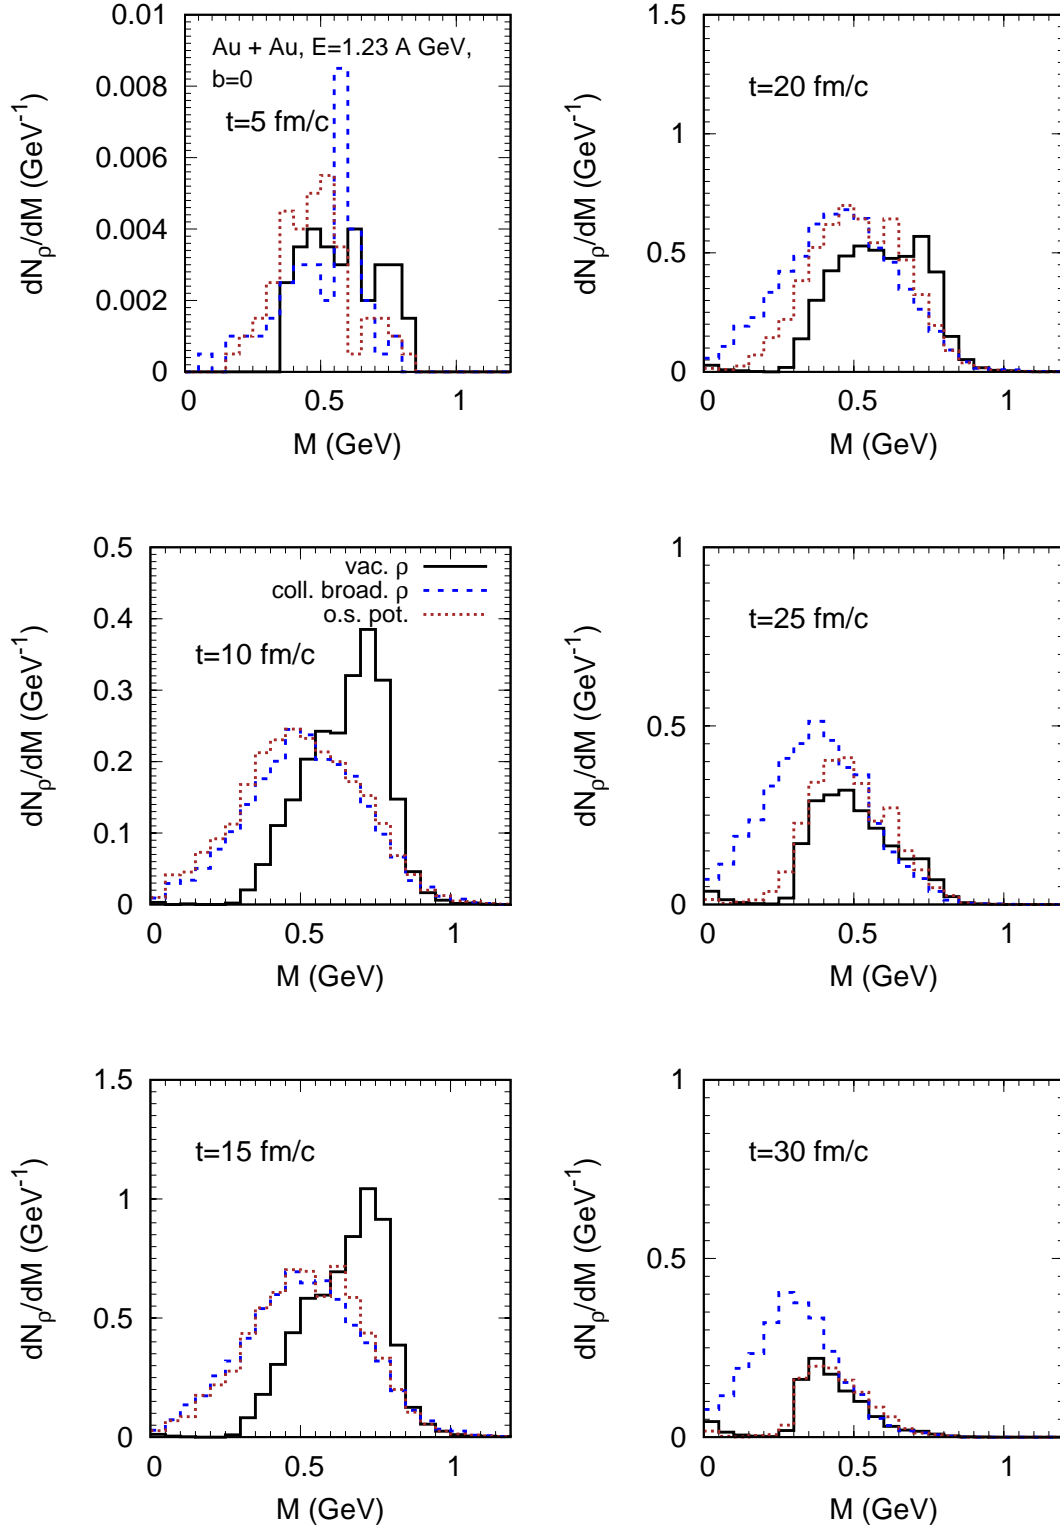 0.01
0.008
0.006
0.004
0.002
0
dN_ρ/dM (GeV⁻¹)
Au + Au, E=1.23 A GeV,
b=0
t=5 fm/c
0 0.5 1
M (GeV)
1.5
1
0.5
0
dN_ρ/dM (GeV⁻¹)
t=20 fm/c
0 0.5 1
M (GeV)
0.5
0.4
0.3
0.2
0.1
0
dN_ρ/dM (GeV⁻¹)
vac. ρ
coll. broad. ρ
o.s. pot.
t=10 fm/c
0 0.5 1
M (GeV)
1
0.5
0
dN_ρ/dM (GeV⁻¹)
t=25 fm/c
0 0.5 1
M (GeV)
1.5
1
0.5
0
dN_ρ/dM (GeV⁻¹)
t=15 fm/c
0 0.5 1
M (GeV)
1
0.5
0
dN_ρ/dM (GeV⁻¹)
t=30 fm/c
0 0.5 1
M (GeV)